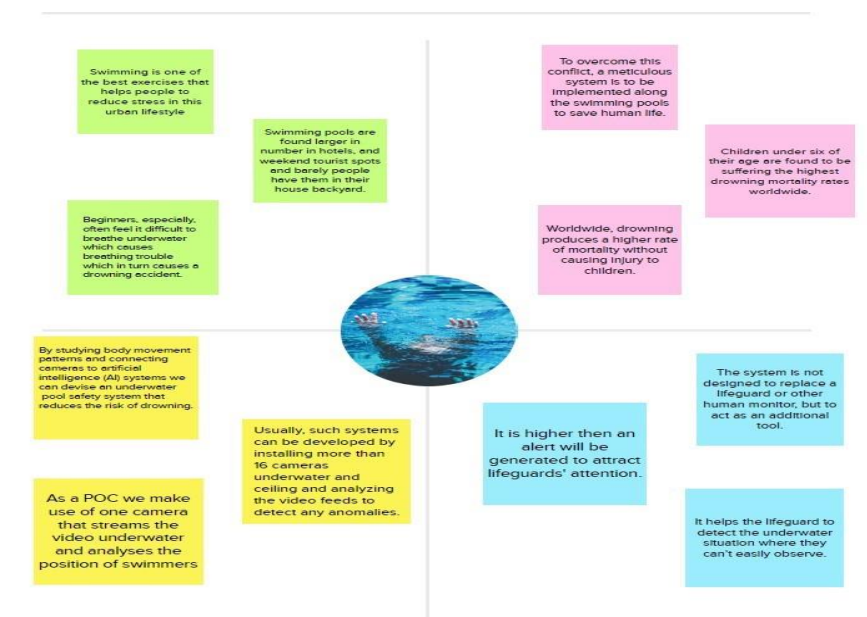 Swimming is one of
the best exercises that
helps people to
reduce stress in this
urban lifestyle
Swimming pools are
found larger in
number in hotels, and
weekend tourist spots
and barely people
have them in their
house backyard.
Beginners, especially,
often feel it difficult to
breathe underwater
which causes
breathing trouble
which in turn causes a
drowning accident.
To overcome this
conflict, a meticulous
system is to be
implemented along
the swimming pools
to save human life.
Children under six of
their age are found to be
suffering the highest
drowning mortality rates
worldwide.
Worldwide, drowning
produces a higher rate
of mortality without
causing injury to
children.
By studying body movement
patterns and connecting
cameras to artificial
intelligence (AI) systems we
can devise an underwater
pool safety system that
reduces the risk of drowning.
Usually, such systems
can be developed by
installing more than
16 cameras
underwater and
ceiling and analyzing
the video feeds to
detect any anomalies.
As a POC we make
use of one camera
that streams the
video underwater
and analyses the
position of swimmers
The system is not
designed to replace a
lifeguard or other
human monitor, but to
act as an additional
tool.
It is higher then an
alert will be
generated to attract
lifeguards' attention.
It helps the lifeguard to
detect the underwater
situation where they
can't easily observe.